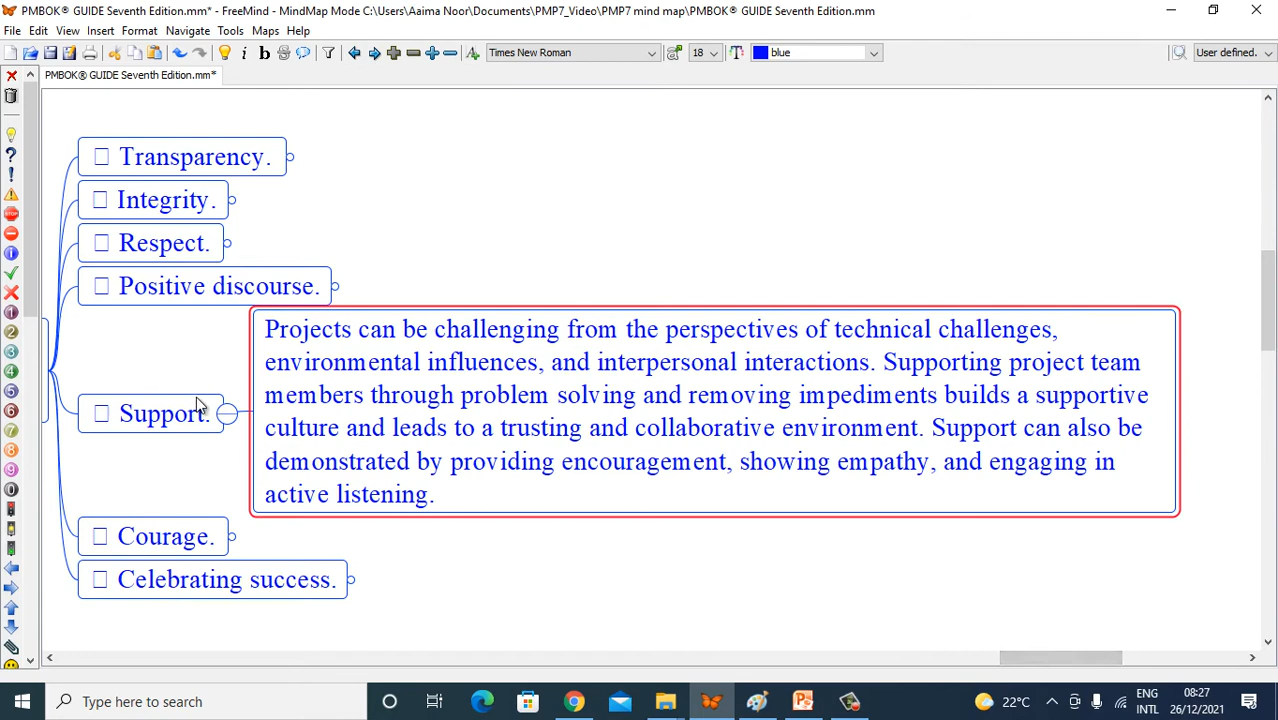 PMBOK® GUIDE Seventh Edition.mm* - FreeMind - MindMap Mode C:\Users\Aaima Noor\Documents\PMP7_Video\PMP7 mind map\PMBOK® GUIDE Seventh Edition.mm
File Edit View Insert Format Navigate Tools Maps Help
Times New Roman 18 blue User defined.
PMBOK® GUIDE Seventh Edition.mm*
Transparency.
Integrity.
Respect.
Positive discourse.
Projects can be challenging from the perspectives of technical challenges,
environmental influences, and interpersonal interactions. Supporting project team
members through problem solving and removing impediments builds a supportive
culture and leads to a trusting and collaborative environment. Support can also be
demonstrated by providing encouragement, showing empathy, and engaging in
active listening.
Support.
Courage.
Celebrating success.
Type here to search
22°C
ENG
INTL
08:27
26/12/2021